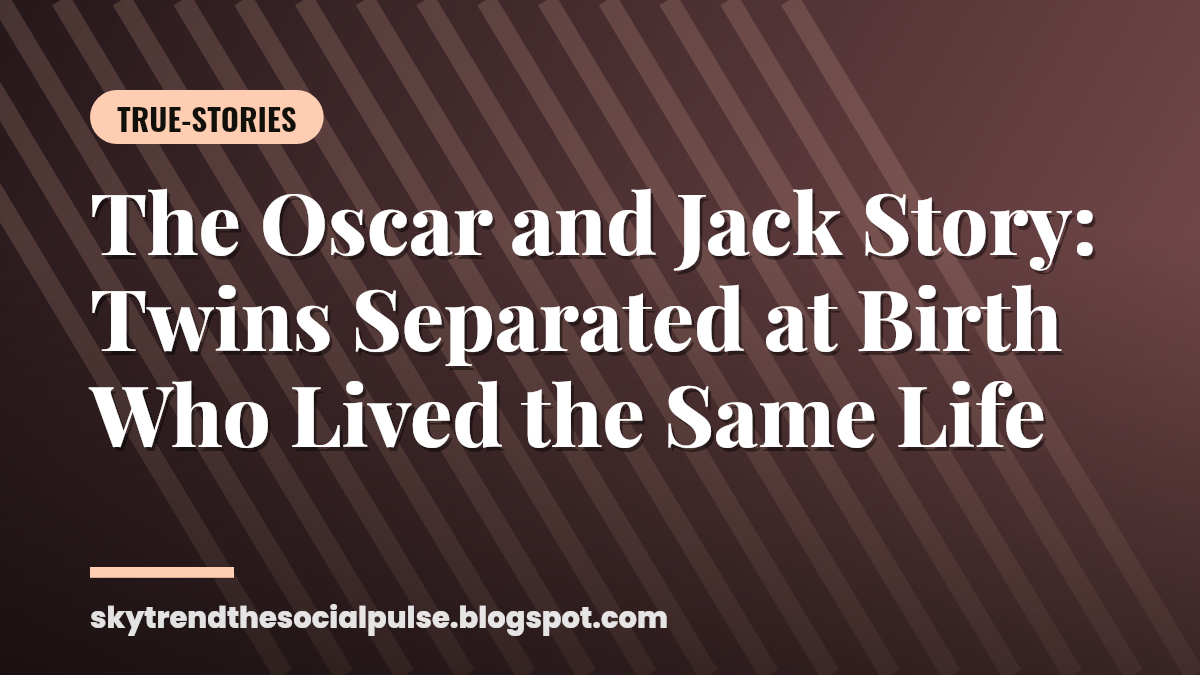 TRUE-STORIES
The Oscar and Jack Story:
Twins Separated at Birth
Who Lived the Same Life
skytrendthesocialpulse.blogspot.com